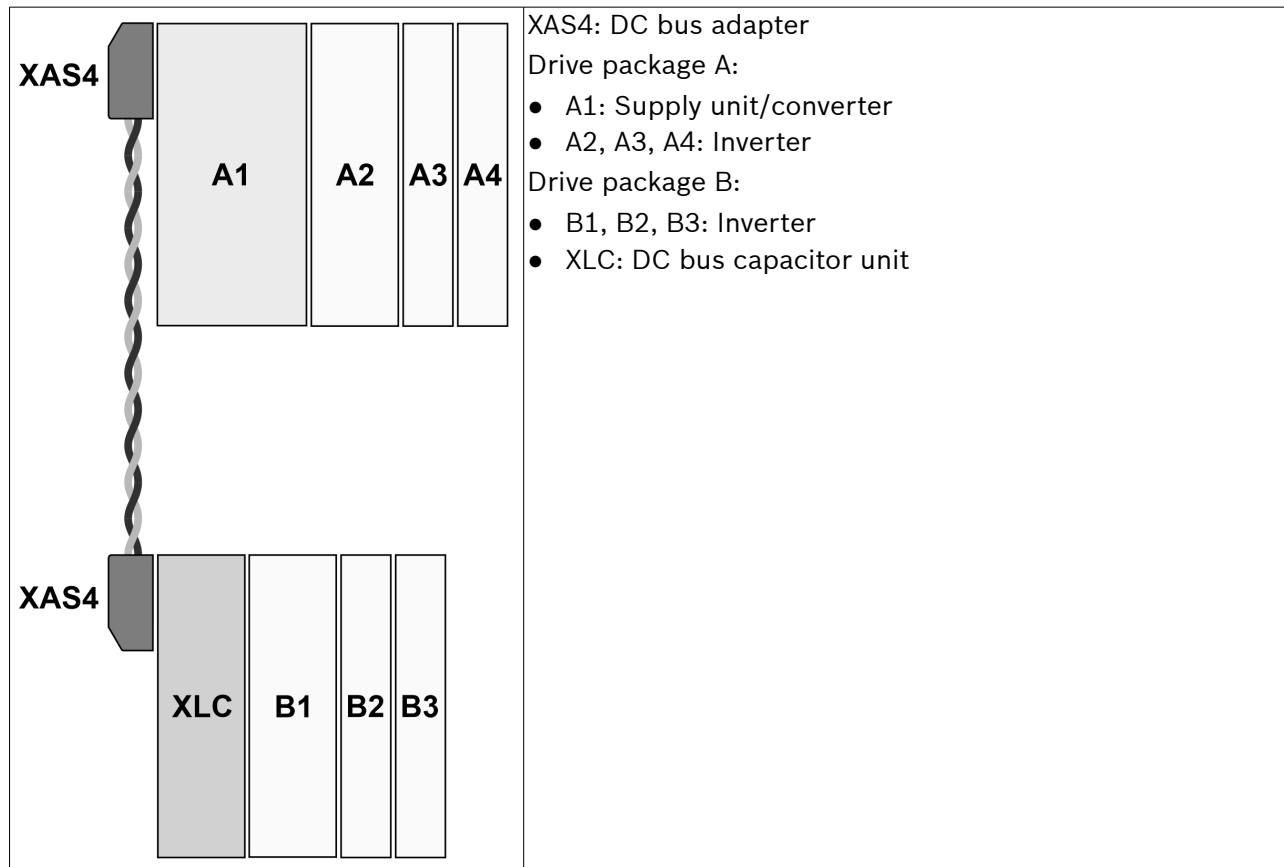 XAS4
A1 A2 A3 A4
XAS4
XLC B1 B2 B3
XAS4: DC bus adapter
Drive package A:
● A1: Supply unit/converter
● A2, A3, A4: Inverter
Drive package B:
● B1, B2, B3: Inverter
● XLC: DC bus capacitor unit